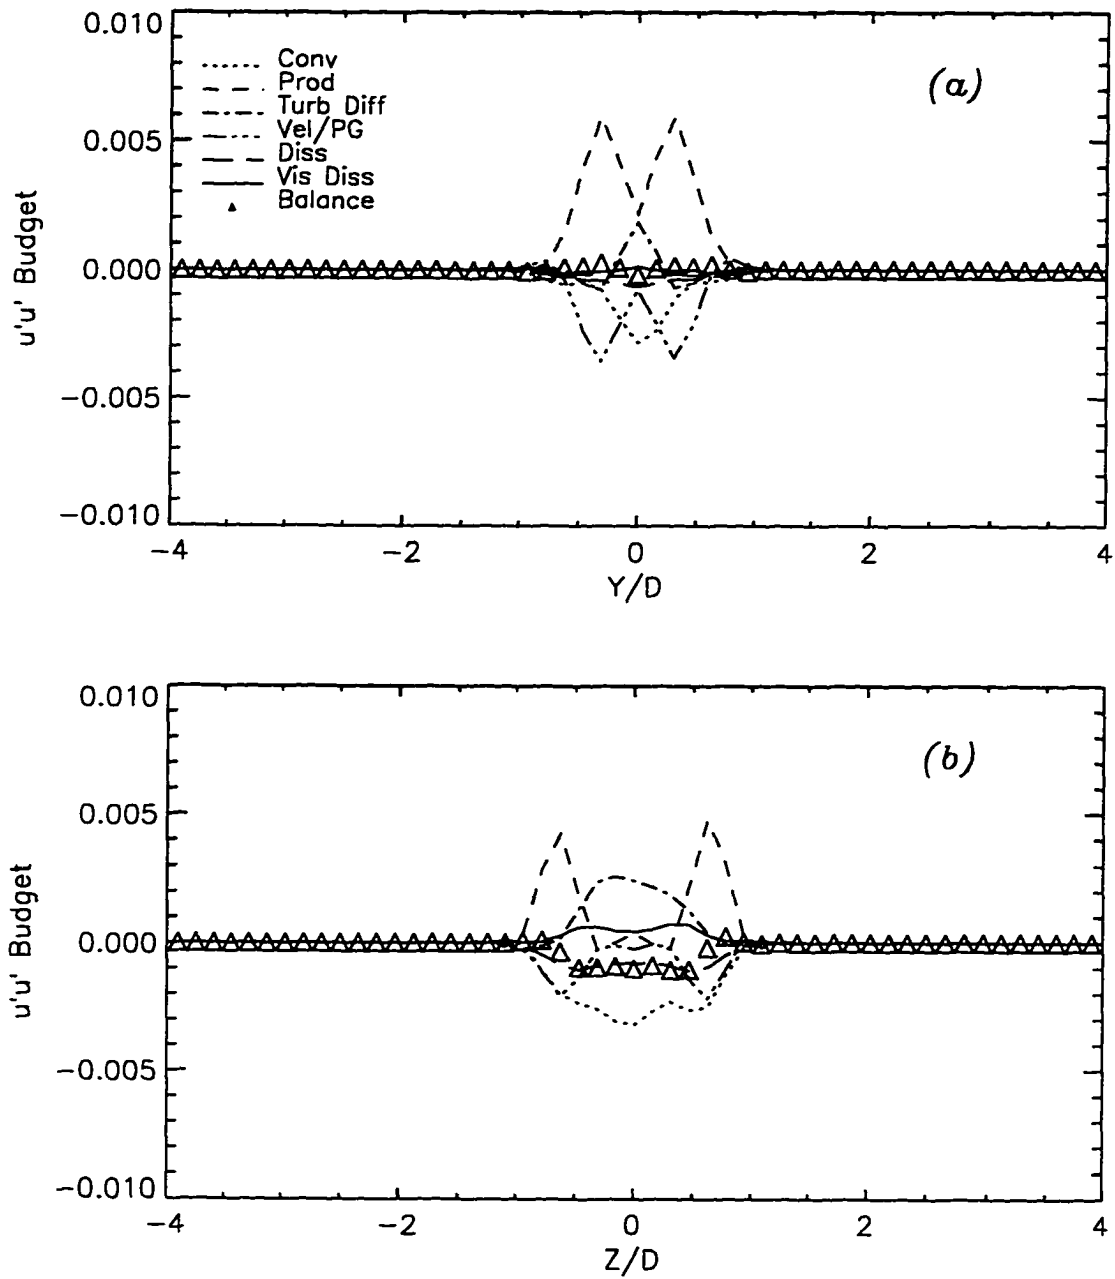 0.010
0.005
0.000
−0.005
−0.010
u'u' Budget
Conv
Prod
Turb Diff
Vel/PG
Diss
Vis Diss
Balance
(a)
−4
−2
0
2
4
Y/D
0.010
0.005
0.000
−0.005
−0.010
u'u' Budget
(b)
−4
−2
0
2
4
Z/D